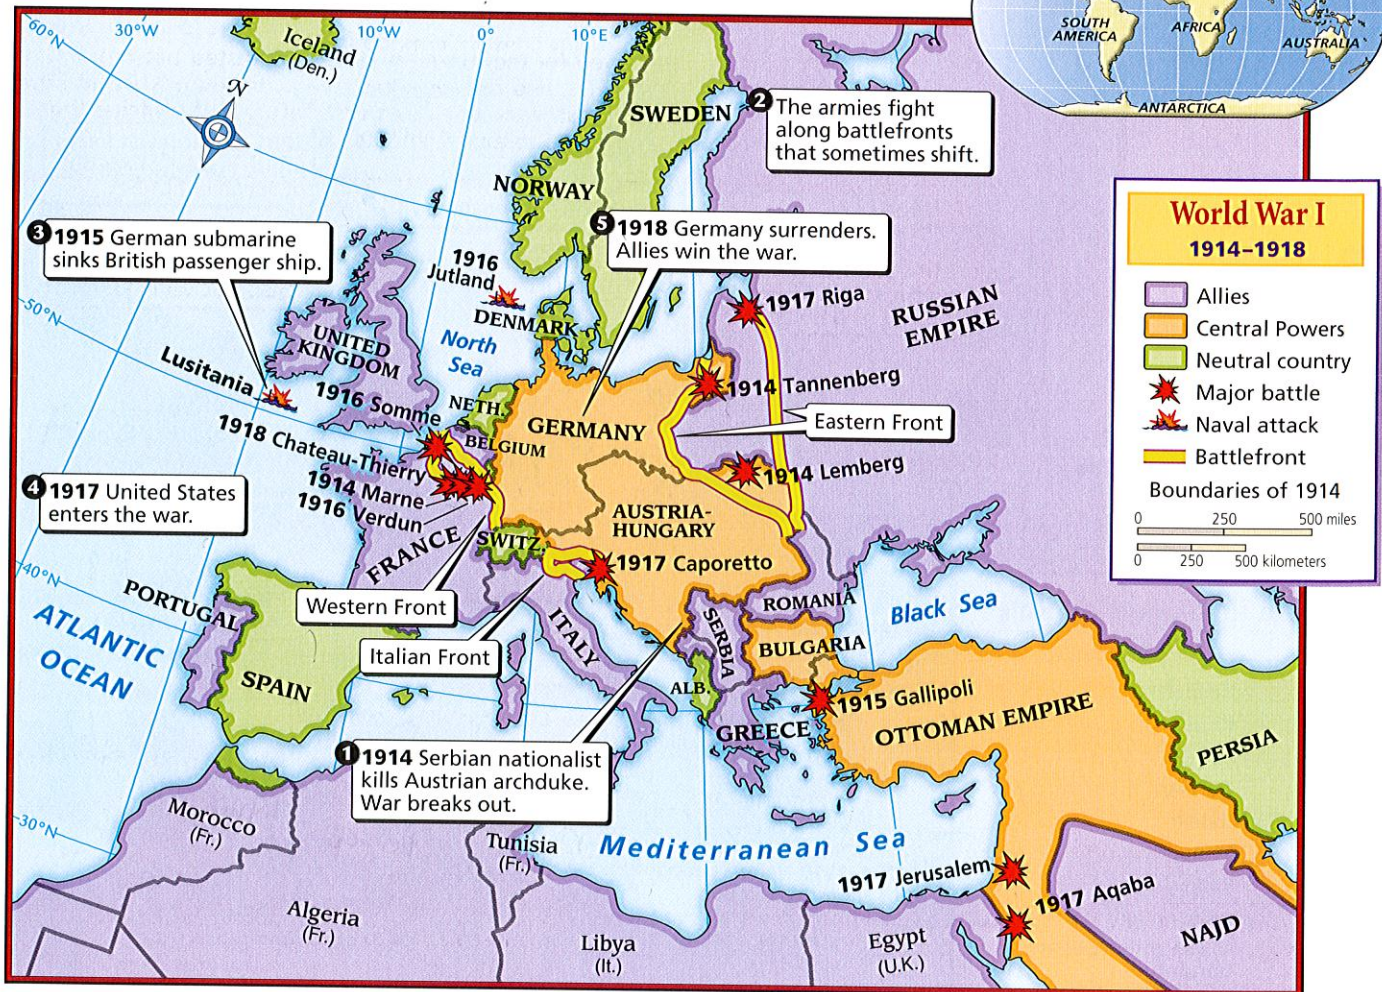 60°N
30°W
10°W
0°
10°E
Iceland
(Den.)
SOUTH
AMERICA
AFRICA
AUSTRALIA
ANTARCTICA
N
SWEDEN
NORWAY
2 The armies fight
along battlefronts
that sometimes shift.
3 1915 German submarine
sinks British passenger ship.
5 1918 Germany surrenders.
Allies win the war.
World War I
1914–1918
Allies
Central Powers
Neutral country
Major battle
Naval attack
Battlefront
Boundaries of 1914
0 250 500 miles
0 250 500 kilometers
1916
Jutland
DENMARK
North
Sea
1917 Riga
RUSSIAN
EMPIRE
50°N
UNITED
KINGDOM
Lusitania
1916 Somme
NETH.
BELGIUM
GERMANY
1914 Tannenberg
Eastern Front
1918 Chateau-Thierry
1914 Marne
1916 Verdun
1914 Lemberg
4 1917 United States
enters the war.
AUSTRIA-
HUNGARY
FRANCE
SWITZ.
1917 Caporetto
40°N
PORTUGAL
Western Front
Italian Front
ITALY
SERBIA
ROMANIA
Black Sea
BULGARIA
ATLANTIC
OCEAN
SPAIN
ALB.
GREECE
1915 Gallipoli
OTTOMAN EMPIRE
PERSIA
1 1914 Serbian nationalist
kills Austrian archduke.
War breaks out.
30°N
Morocco
(Fr.)
Tunisia
(Fr.)
Mediterranean Sea
1917 Jerusalem
1917 Aqaba
Algeria
(Fr.)
Libya
(It.)
Egypt
(U.K.)
NAJD